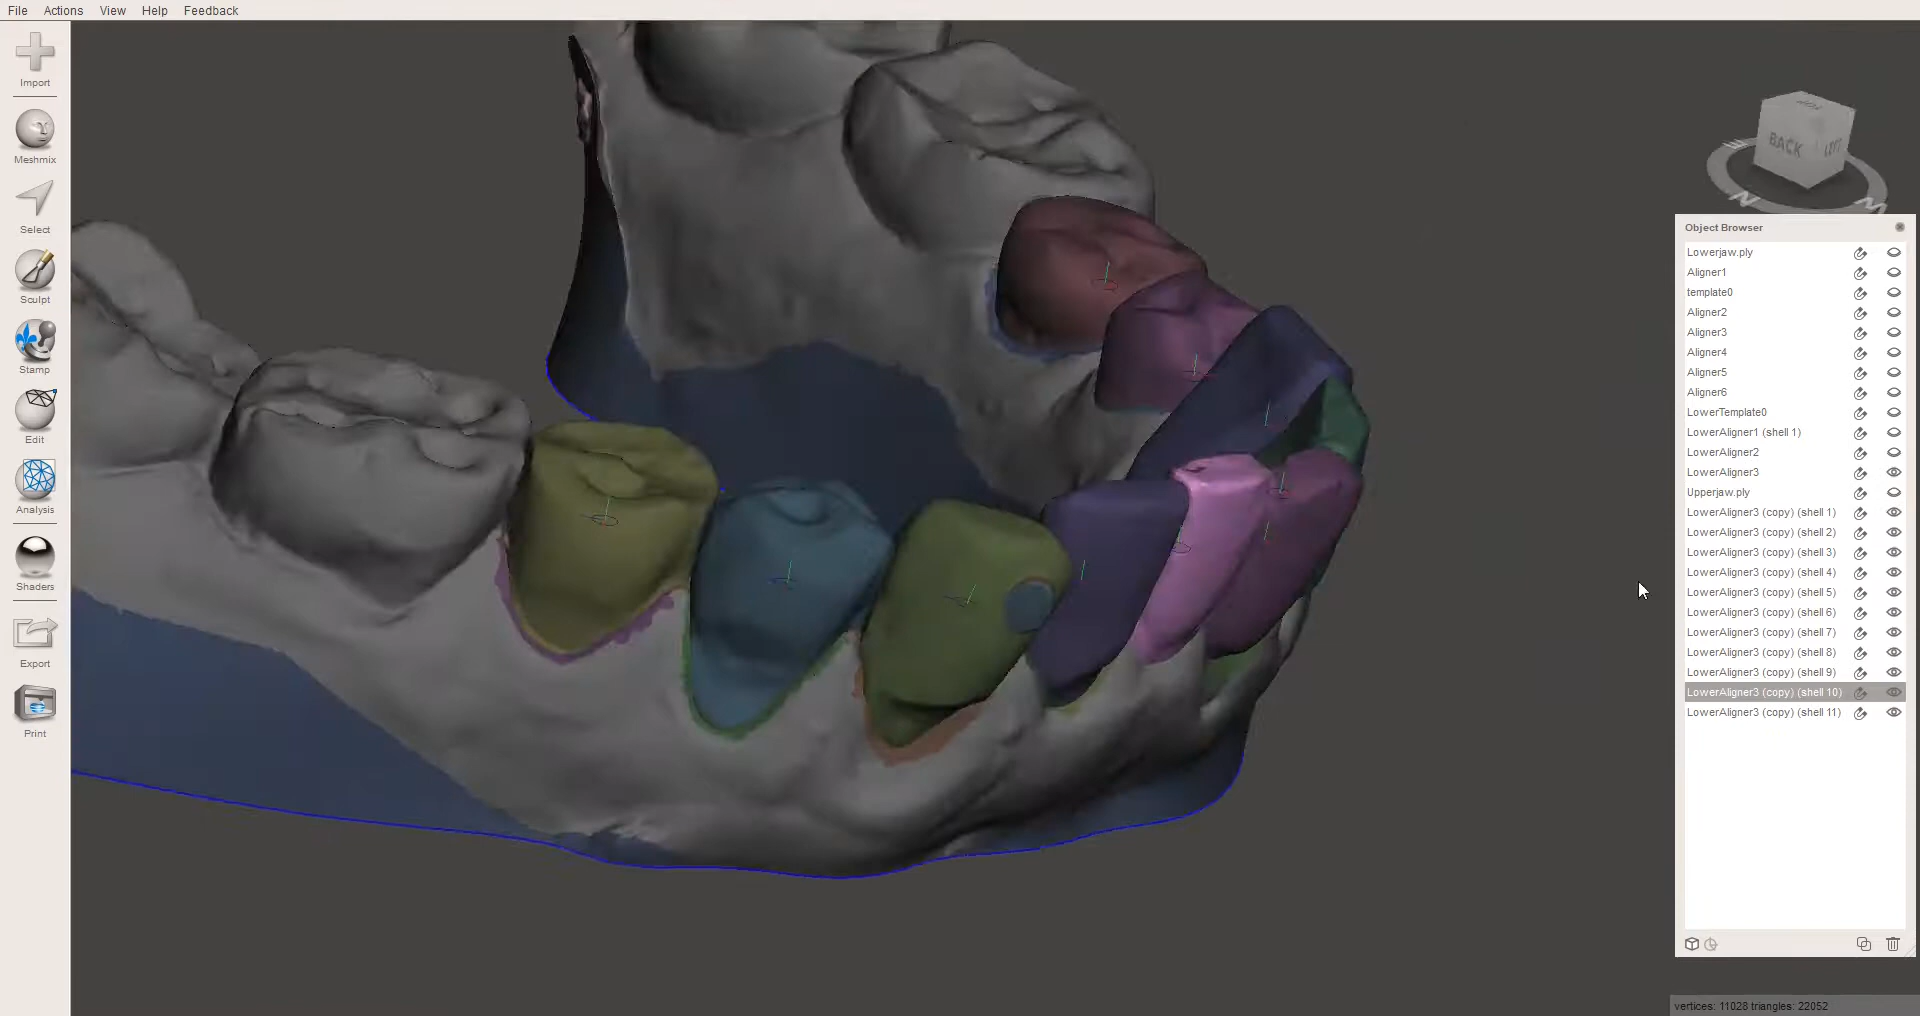 File Actions View Help Feedback
Import
Meshmix
Select
Sculpt
Stamp
Edit
Analysis
Shaders
Export
Print
BACK
LEFT
TOP
Object Browser
Lowerjaw.ply
Aligner1
template0
Aligner2
Aligner3
Aligner4
Aligner5
Aligner6
LowerTemplate0
LowerAligner1 (shell 1)
LowerAligner2
LowerAligner3
Upperjaw.ply
LowerAligner3 (copy) (shell 1)
LowerAligner3 (copy) (shell 2)
LowerAligner3 (copy) (shell 3)
LowerAligner3 (copy) (shell 4)
LowerAligner3 (copy) (shell 5)
LowerAligner3 (copy) (shell 6)
LowerAligner3 (copy) (shell 7)
LowerAligner3 (copy) (shell 8)
LowerAligner3 (copy) (shell 9)
LowerAligner3 (copy) (shell 10)
LowerAligner3 (copy) (shell 11)
vertices: 11028 triangles: 22052